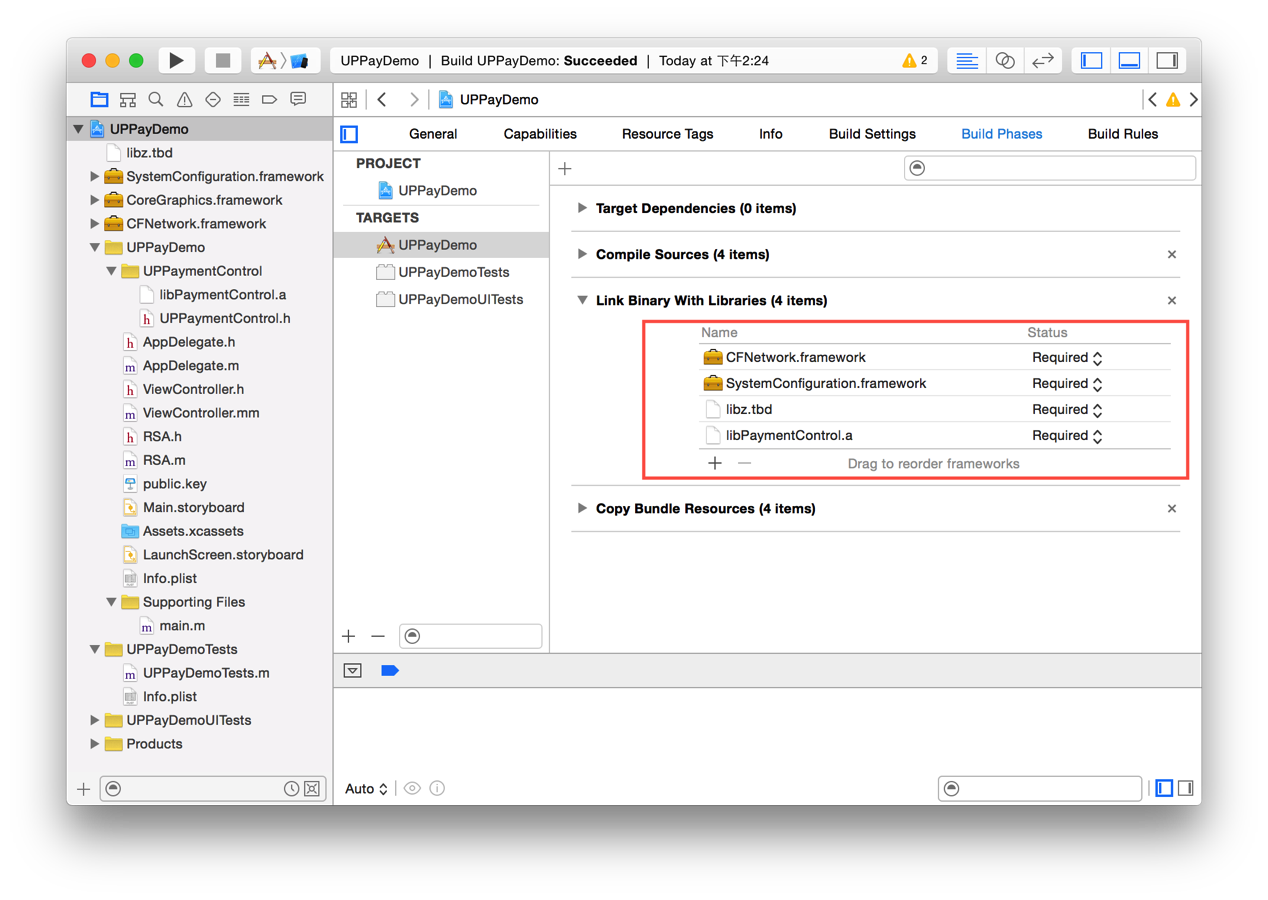 UPPayDemo | Build UPPayDemo: Succeeded | Today at 下午2:24
2
UPPayDemo
libz.tbd
SystemConfiguration.framework
CoreGraphics.framework
CFNetwork.framework
UPPayDemo
UPPaymentControl
libPaymentControl.a
h UPPaymentControl.h
h AppDelegate.h
m AppDelegate.m
h ViewController.h
m ViewController.mm
h RSA.h
m RSA.m
public.key
Main.storyboard
Assets.xcassets
LaunchScreen.storyboard
Info.plist
Supporting Files
m main.m
UPPayDemoTests
m UPPayDemoTests.m
Info.plist
UPPayDemoUITests
Products
UPPayDemo
General Capabilities Resource Tags Info Build Settings Build Phases Build Rules
PROJECT
UPPayDemo
TARGETS
UPPayDemo
UPPayDemoTests
UPPayDemoUITests
Target Dependencies (0 items)
Compile Sources (4 items)
Link Binary With Libraries (4 items)
Name Status
CFNetwork.framework Required
SystemConfiguration.framework Required
libz.tbd Required
libPaymentControl.a Required
Drag to reorder frameworks
Copy Bundle Resources (4 items)
Auto